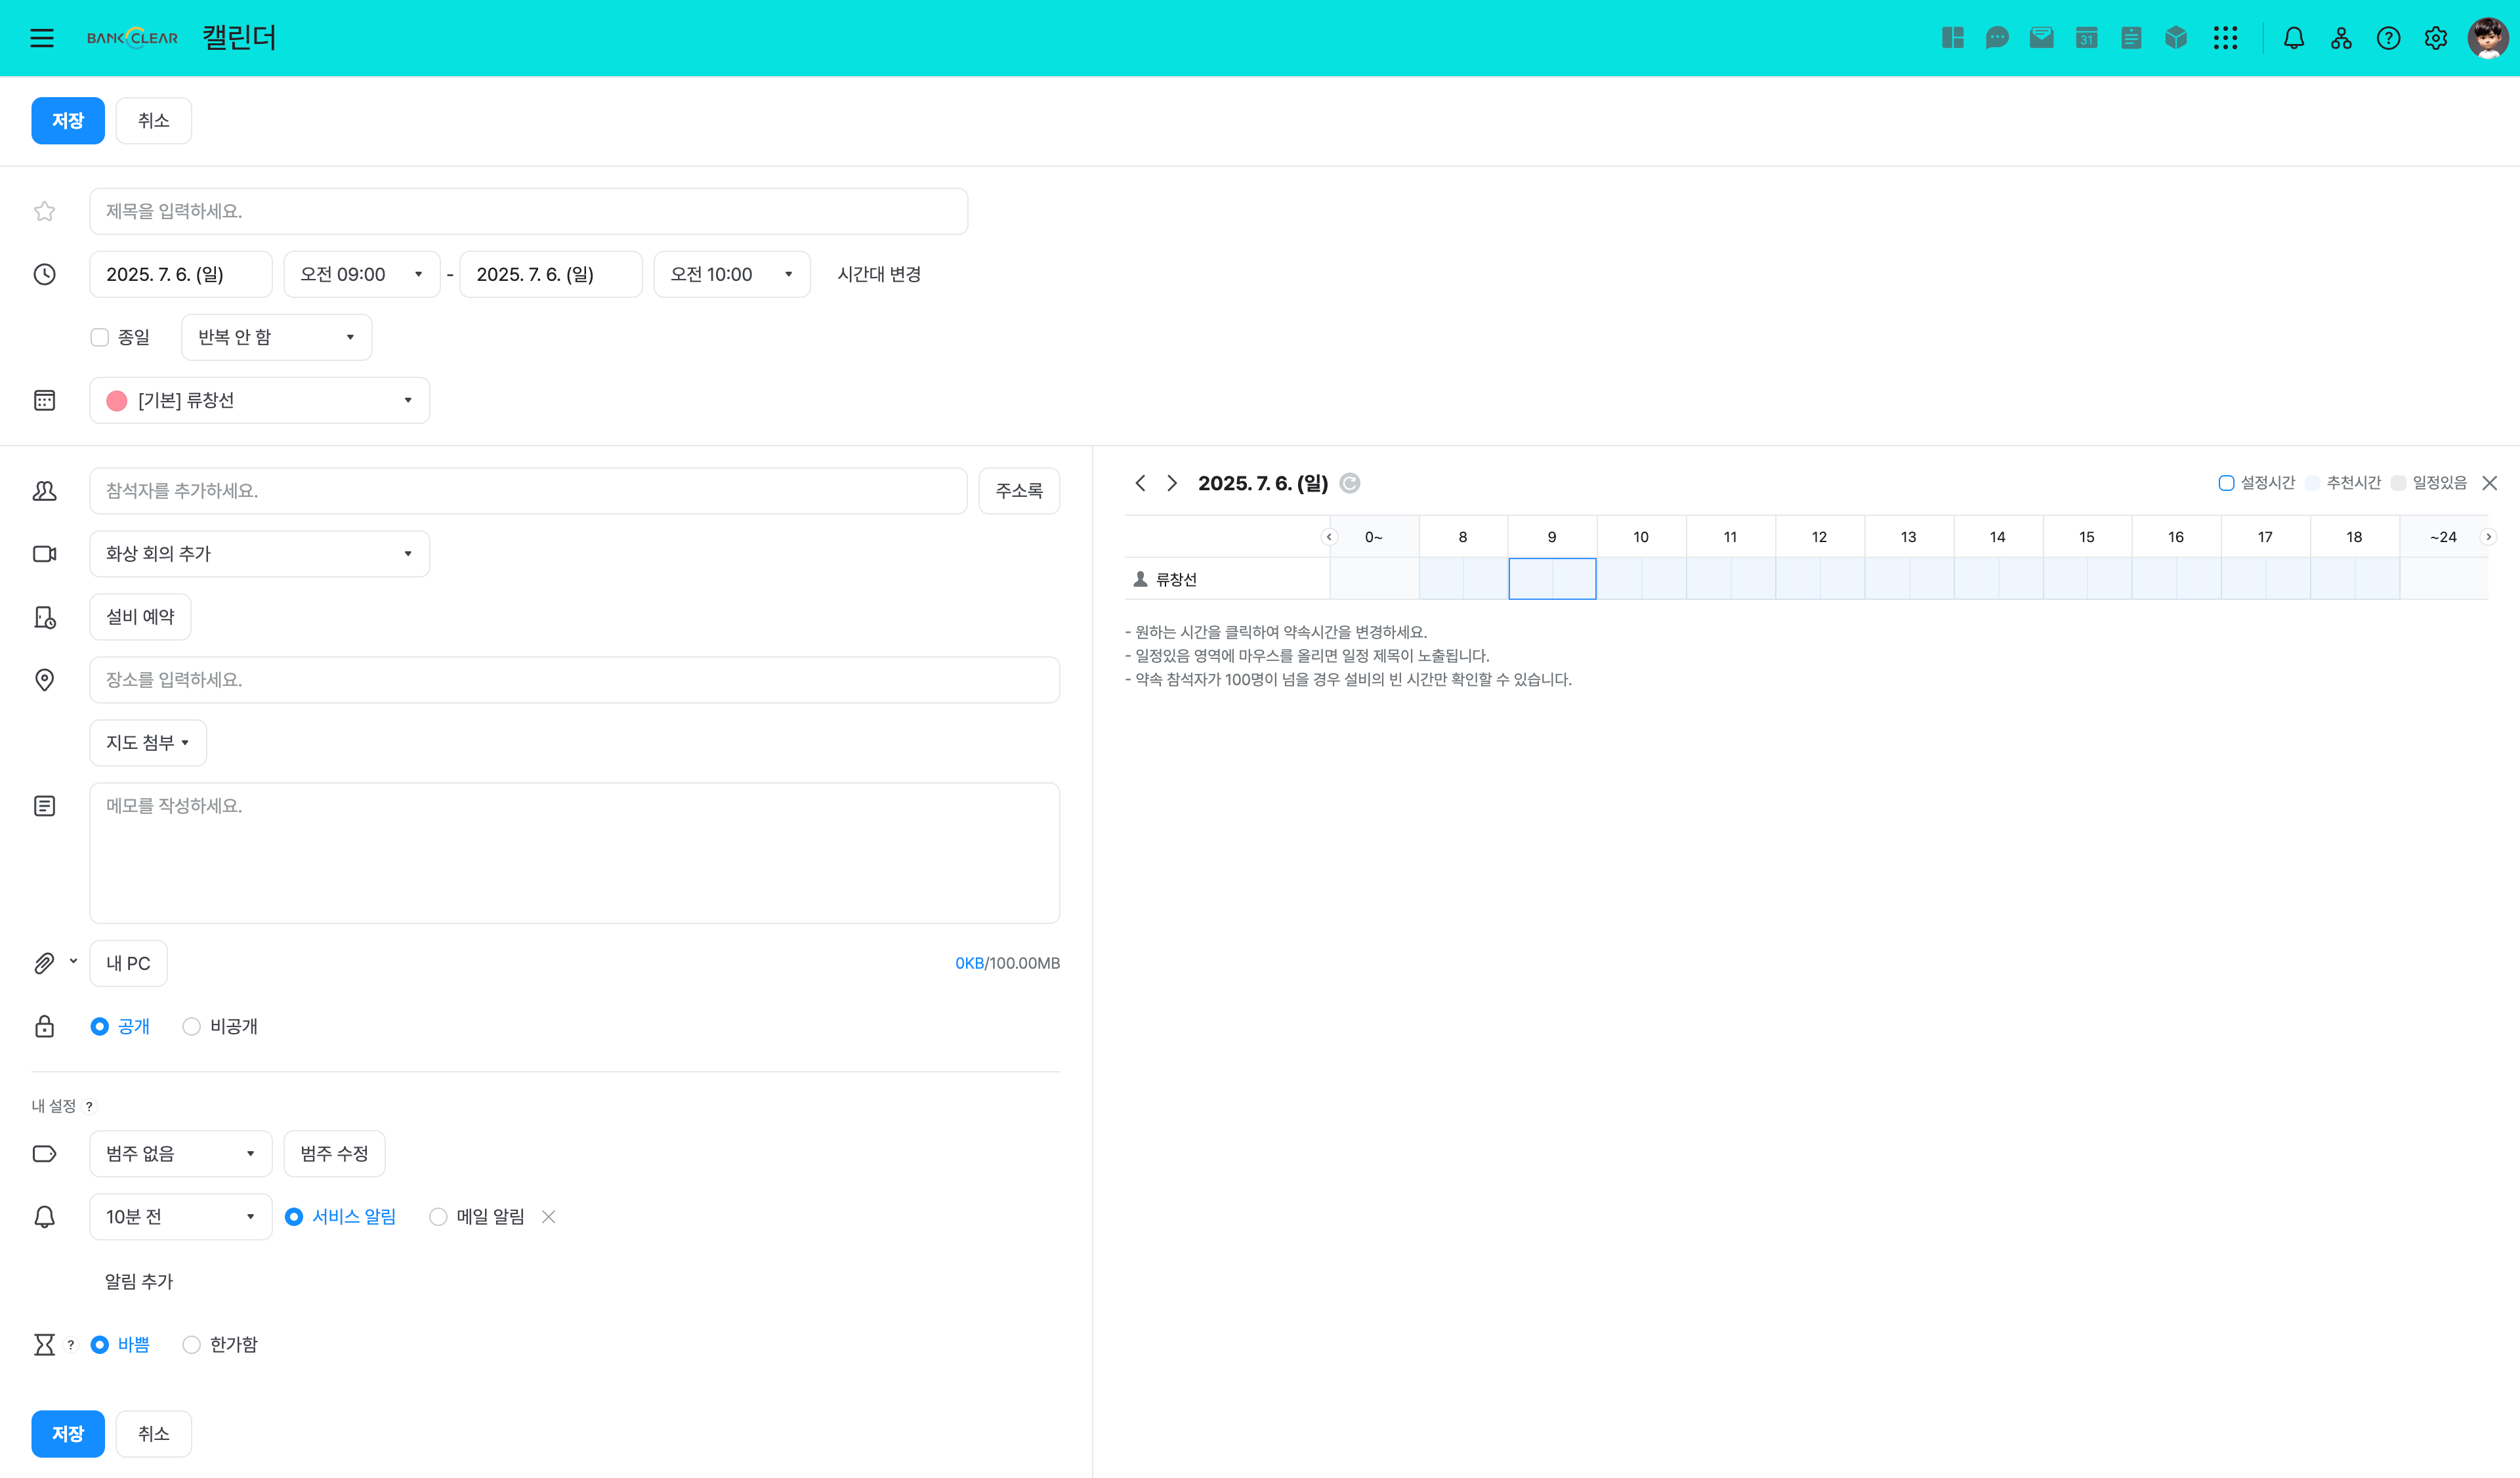 BANKCLEAR 캘린더
31
저장 취소
제목을 입력하세요.
2025. 7. 6. (일) 오전 09:00 - 2025. 7. 6. (일) 오전 10:00 시간대 변경
종일 반복 안 함
[기본] 류창선
참석자를 추가하세요. 주소록
화상 회의 추가
설비 예약
장소를 입력하세요.
지도 첨부
메모를 작성하세요.
내 PC 0KB/100.00MB
공개 비공개
내 설정 ?
범주 없음 범주 수정
10분 전 서비스 알림 메일 알림
알림 추가
? 바쁨 한가함
저장 취소
2025. 7. 6. (일) 설정시간 추천시간 일정있음
0~ 8 9 10 11 12 13 14 15 16 17 18 ~24
류창선
- 원하는 시간을 클릭하여 약속시간을 변경하세요.
- 일정있음 영역에 마우스를 올리면 일정 제목이 노출됩니다.
- 약속 참석자가 100명이 넘을 경우 설비의 빈 시간만 확인할 수 있습니다.